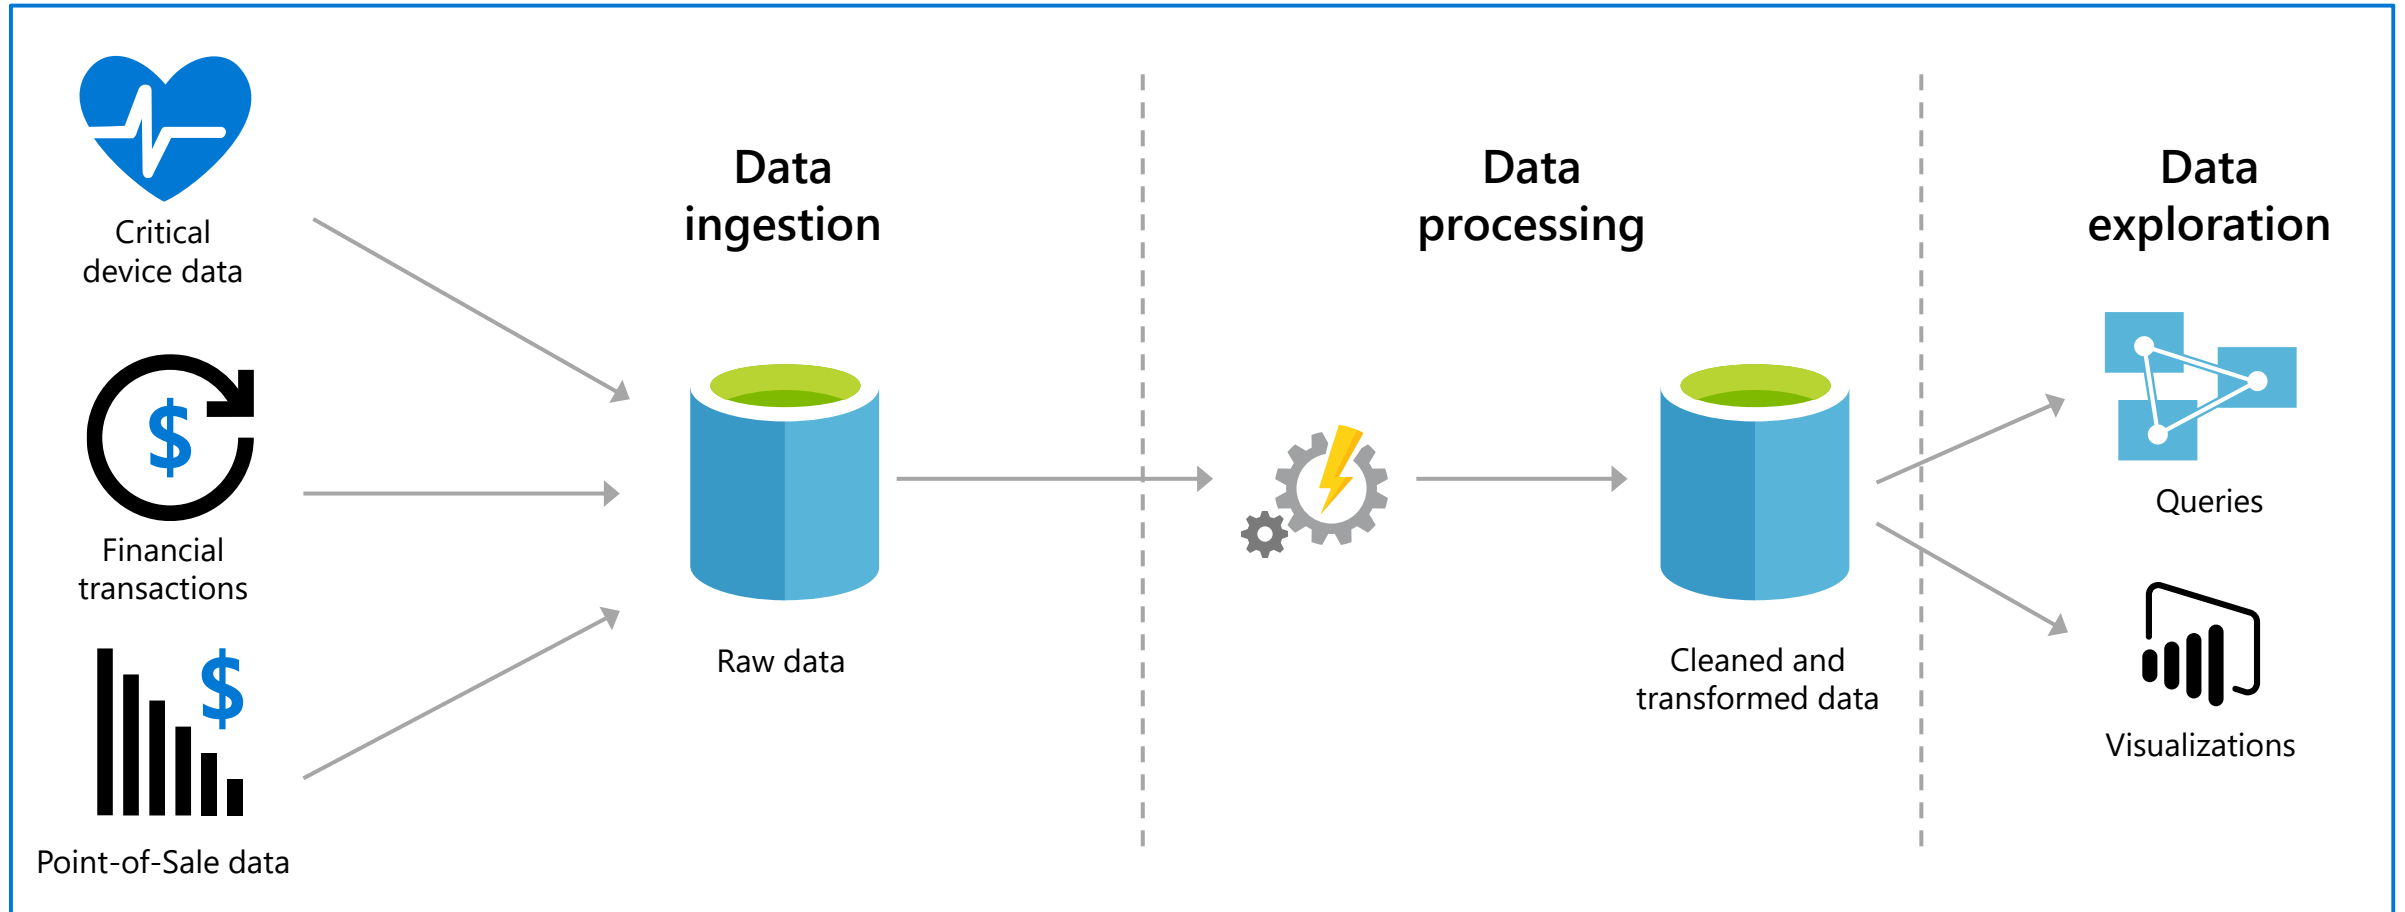 Critical
device data
Financial
transactions
$
$
Point-of-Sale data
Data
ingestion
Raw data
Data
processing
Cleaned and
transformed data
Data
exploration
Queries
Visualizations